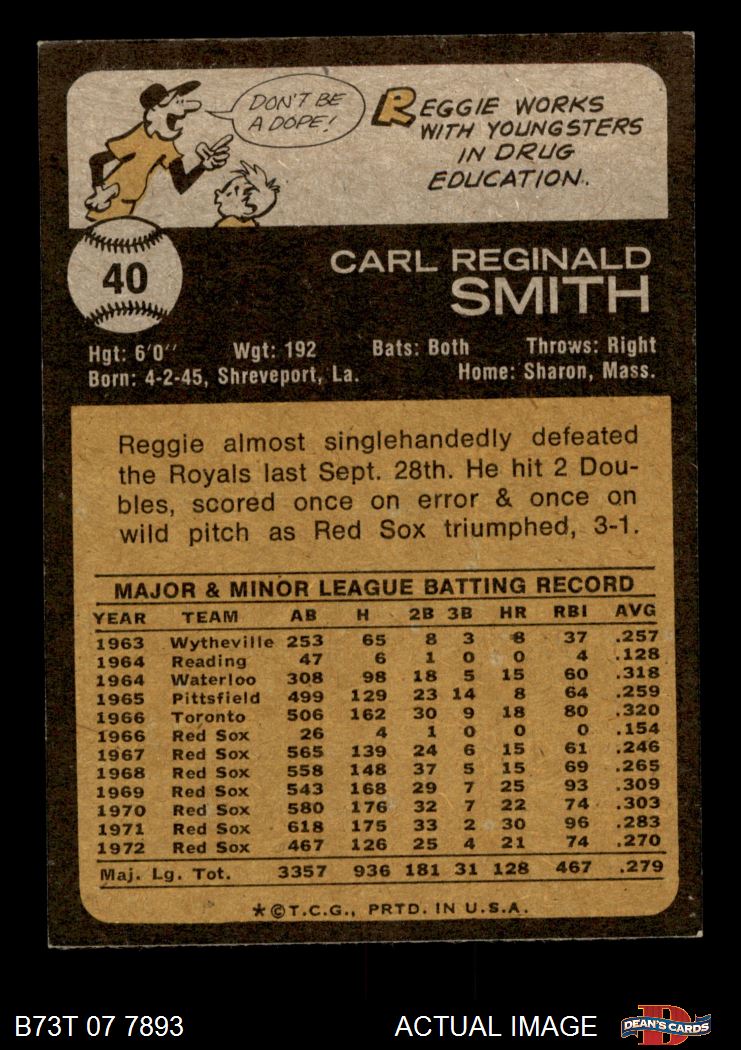 DON'T BE
A DOPE!
REGGIE WORKS
WITH YOUNGSTERS
IN DRUG
EDUCATION.
40
CARL REGINALD
SMITH
Hgt: 6'0" Wgt: 192 Bats: Both Throws: Right
Born: 4-2-45, Shreveport, La. Home: Sharon, Mass.
Reggie almost singlehandedly defeated
the Royals last Sept. 28th. He hit 2 Dou-
bles, scored once on error & once on
wild pitch as Red Sox triumphed, 3-1.
MAJOR & MINOR LEAGUE BATTING RECORD
YEAR TEAM AB H 2B 3B HR RBI AVG
1963 Wytheville 253 65 8 3 8 37 .257
1964 Reading 47 6 1 0 0 4 .128
1964 Waterloo 308 98 18 5 15 60 .318
1965 Pittsfield 499 129 23 14 8 64 .259
1966 Toronto 506 162 30 9 18 80 .320
1966 Red Sox 26 4 1 0 0 0 .154
1967 Red Sox 565 139 24 6 15 61 .246
1968 Red Sox 558 148 37 5 15 69 .265
1969 Red Sox 543 168 29 7 25 93 .309
1970 Red Sox 580 176 32 7 22 74 .303
1971 Red Sox 618 175 33 2 30 96 .283
1972 Red Sox 467 126 25 4 21 74 .270
Maj. Lg. Tot. 3357 936 181 31 128 467 .279
*©T.C.G., PRTD. IN U.S.A.
B73T 07 7893 ACTUAL IMAGE
D
DEAN'S CARDS